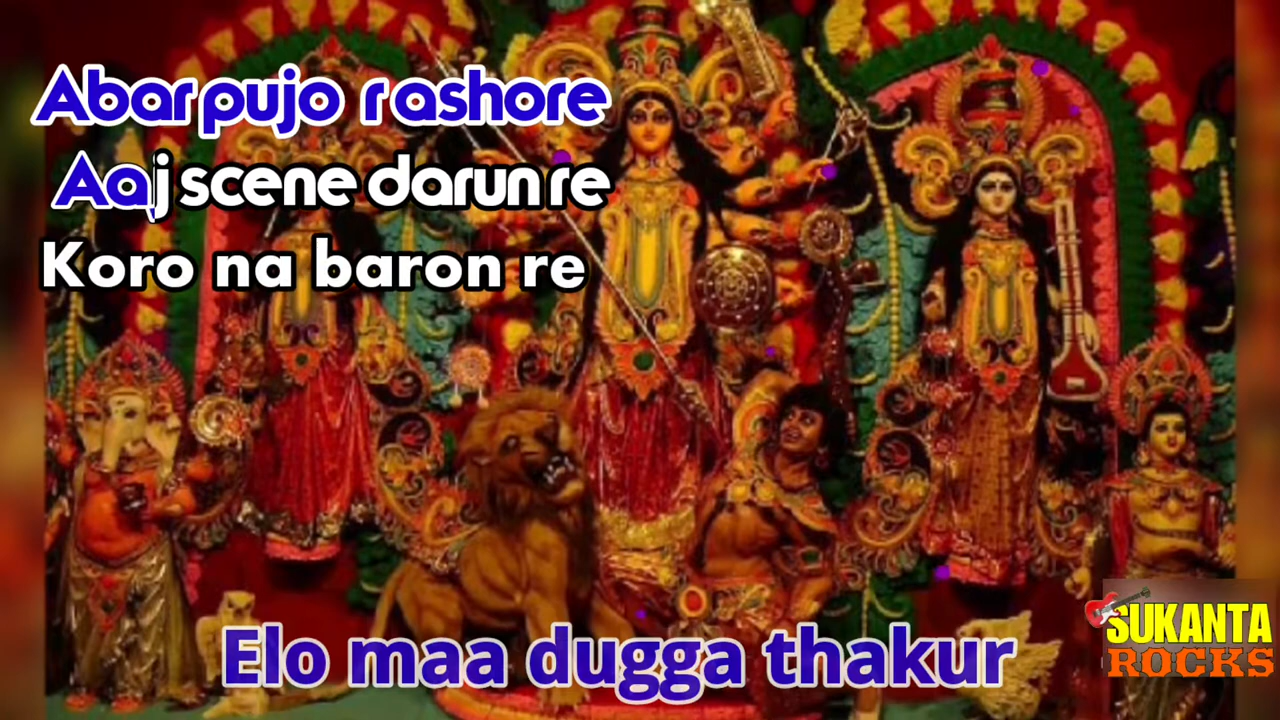 Abar pujo rashore
Aaj scene darun re
Koro na baron re
Elo maa dugga thakur
SUKANTA
ROCKS